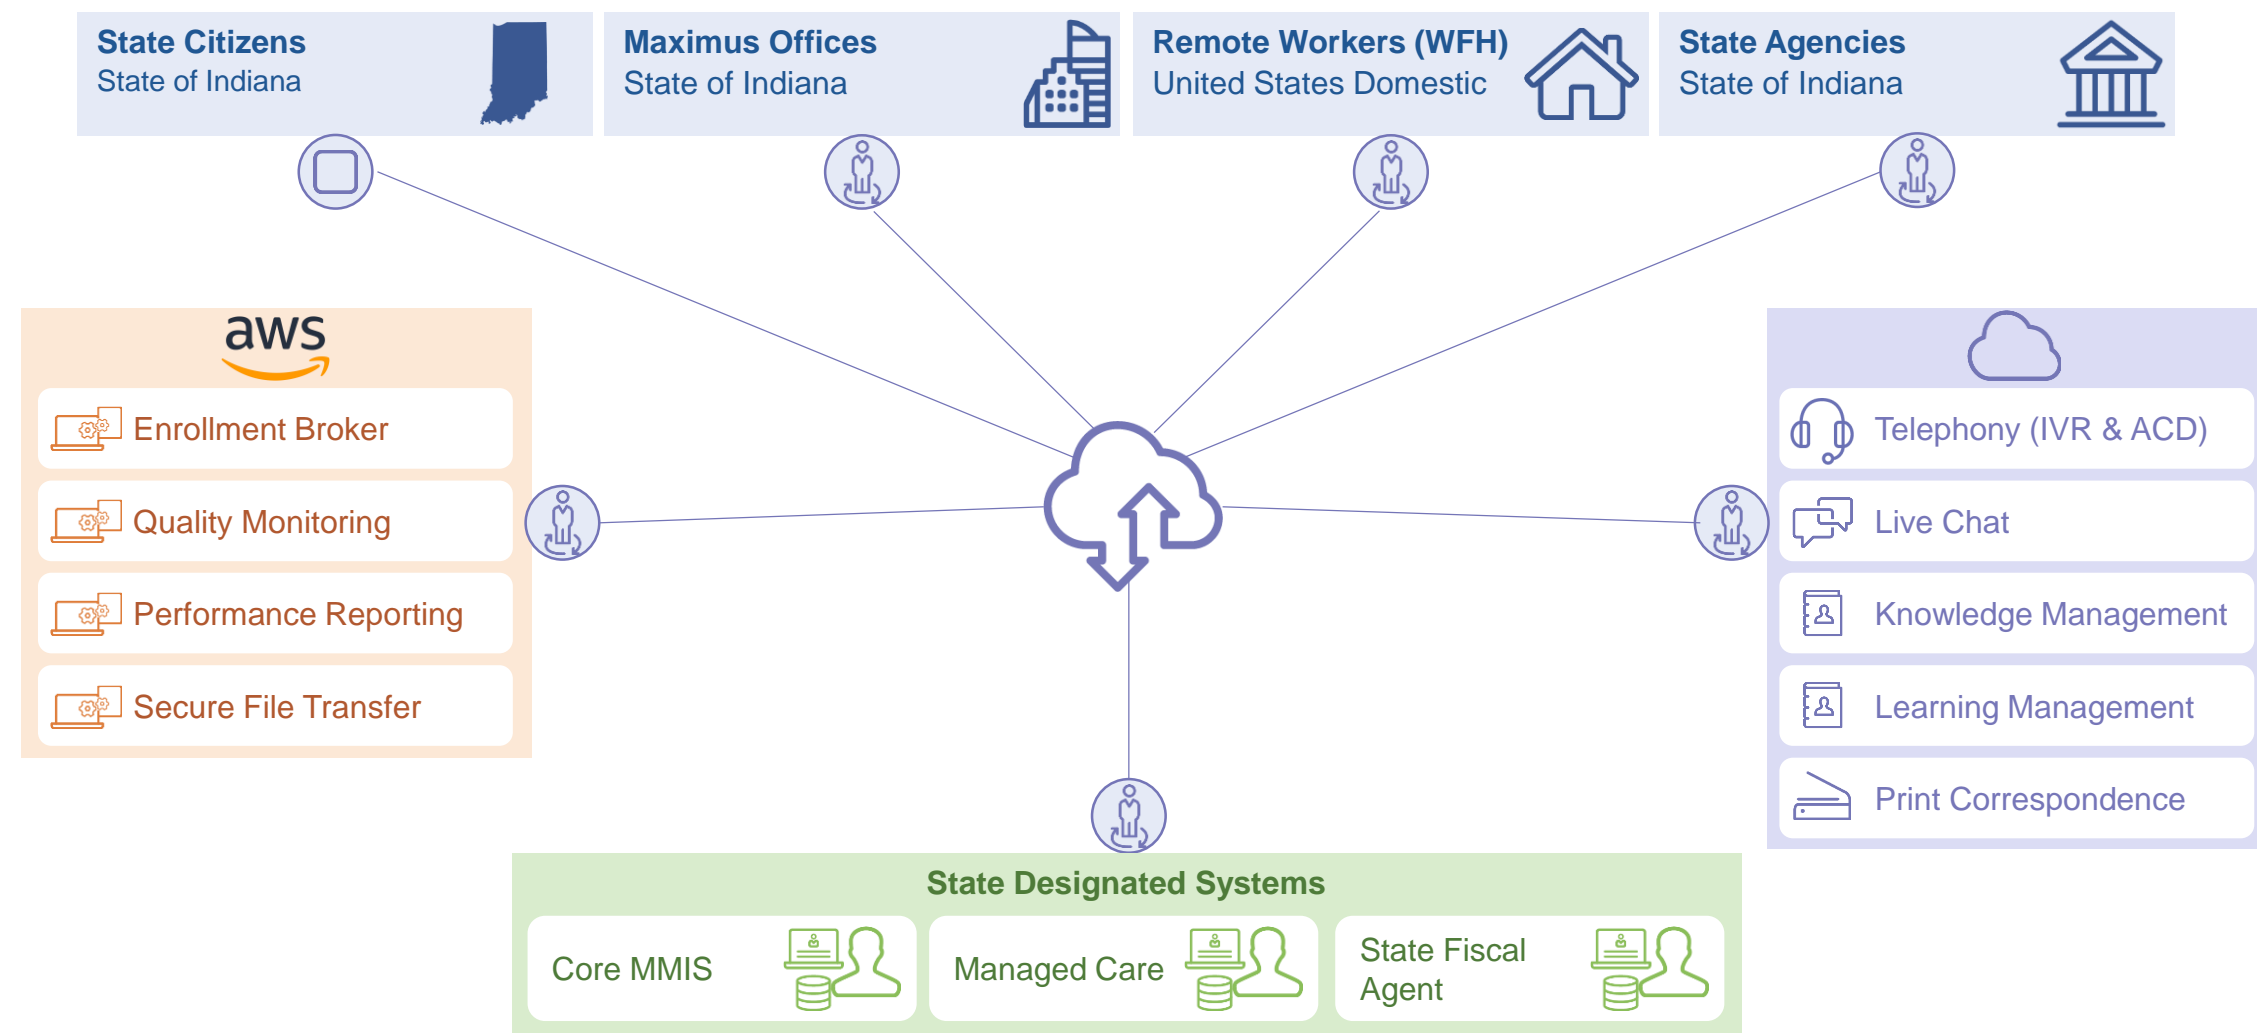 State Citizens
State of Indiana
Maximus Offices
State of Indiana
Remote Workers (WFH)
United States Domestic
State Agencies
State of Indiana
aws
Enrollment Broker
Quality Monitoring
Performance Reporting
Secure File Transfer
Telephony (IVR & ACD)
Live Chat
Knowledge Management
Learning Management
Print Correspondence
State Designated Systems
Core MMIS
Managed Care
State Fiscal
Agent